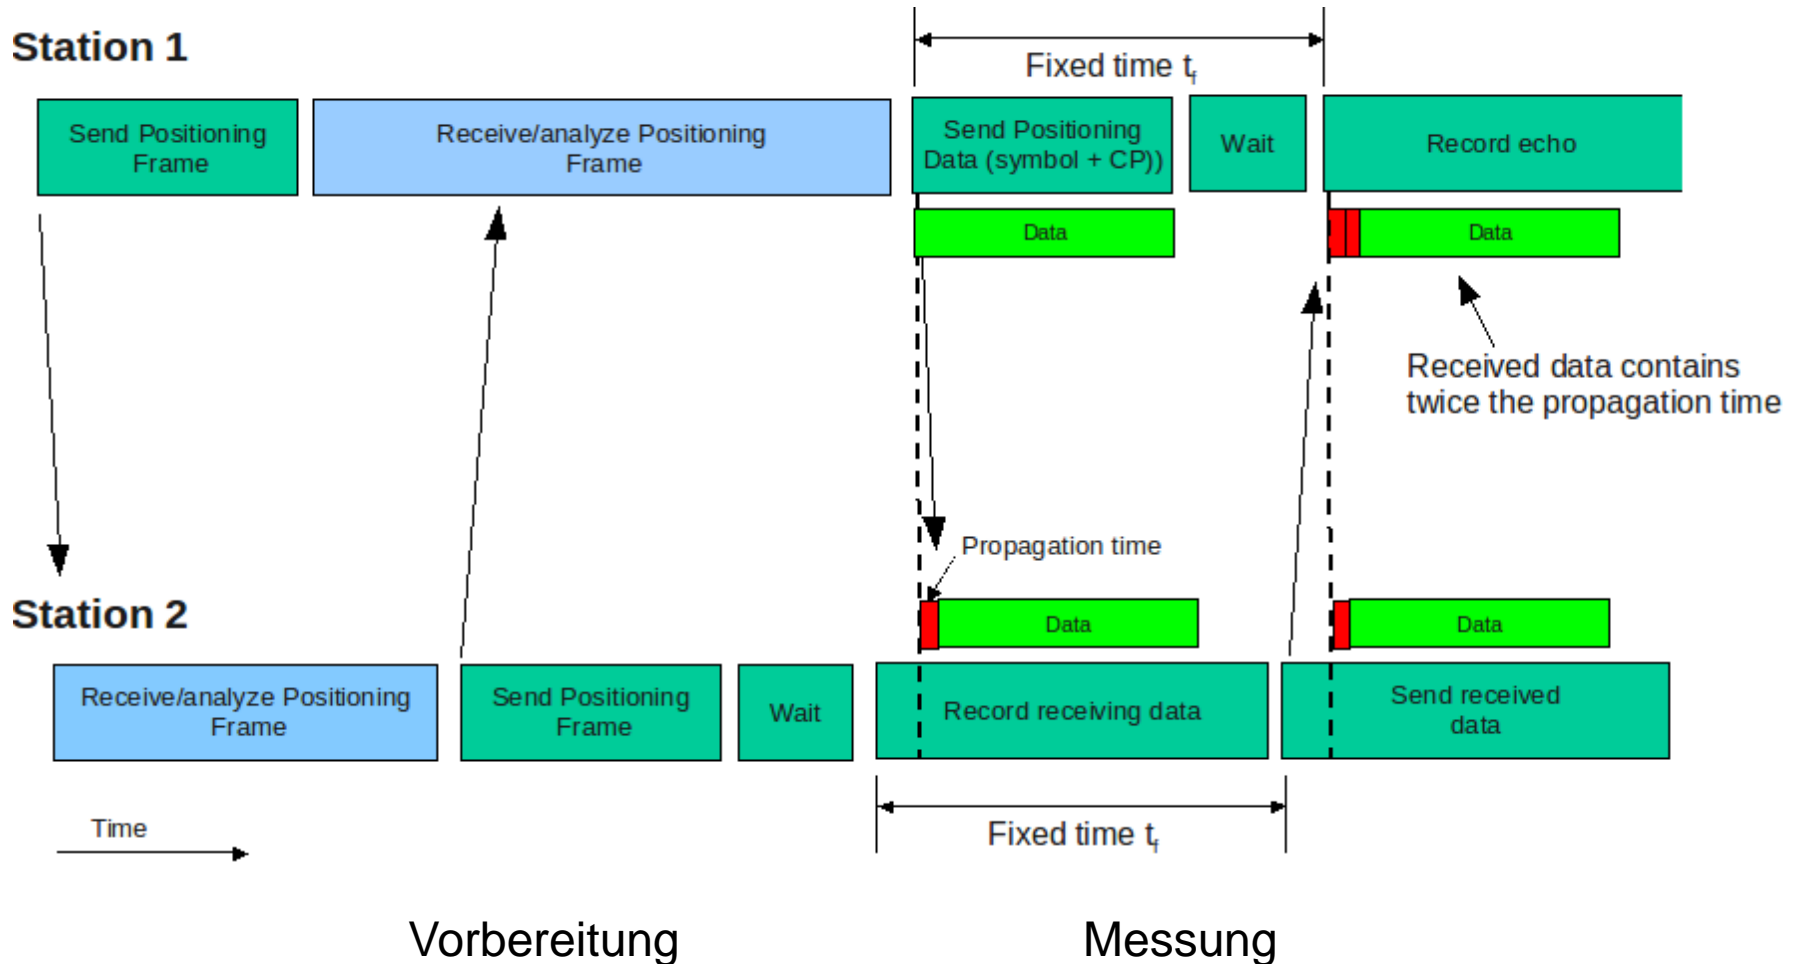 Station 1
Fixed time tf
Send Positioning
Frame
Receive/analyze Positioning
Frame
Send Positioning
Data (symbol + CP))
Wait
Record echo
Data
Data
Received data contains
twice the propagation time
Propagation time
Station 2
Data
Data
Receive/analyze Positioning
Frame
Send Positioning
Frame
Wait
Record receiving data
Send received
data
Time
Fixed time tf
Vorbereitung
Messung